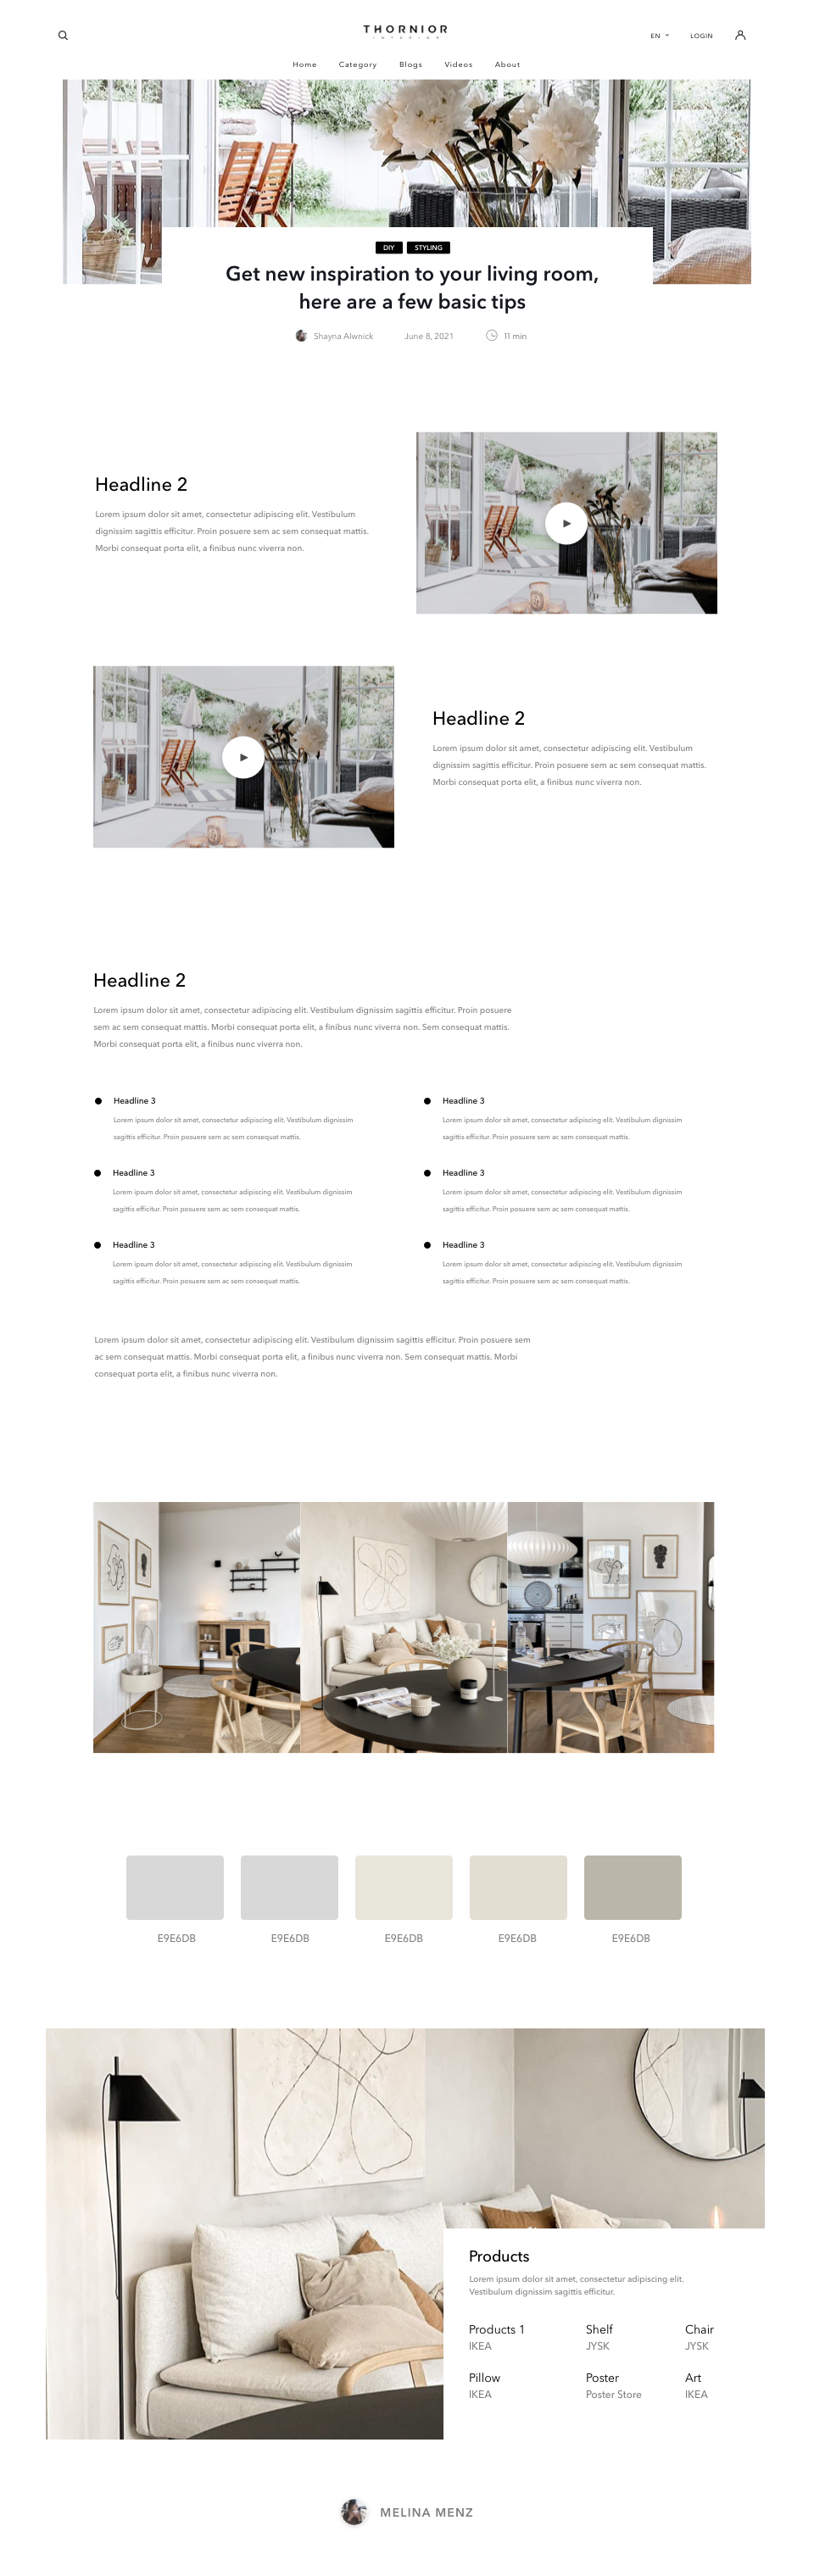 THORNIOR
INTERIOR
EN
LOGIN
Home Category Blogs Videos About
DIY STYLING
Get new inspiration to your living room,
here are a few basic tips
Shayna Alwnick June 8, 2021 11 min
Headline 2
Lorem ipsum dolor sit amet, consectetur adipiscing elit. Vestibulum
dignissim sagittis efficitur. Proin posuere sem ac sem consequat mattis.
Morbi consequat porta elit, a finibus nunc viverra non.
Headline 2
Lorem ipsum dolor sit amet, consectetur adipiscing elit. Vestibulum
dignissim sagittis efficitur. Proin posuere sem ac sem consequat mattis.
Morbi consequat porta elit, a finibus nunc viverra non.
Headline 2
Lorem ipsum dolor sit amet, consectetur adipiscing elit. Vestibulum dignissim sagittis efficitur. Proin posuere
sem ac sem consequat mattis. Morbi consequat porta elit, a finibus nunc viverra non. Sem consequat mattis.
Morbi consequat porta elit, a finibus nunc viverra non.
Headline 3
Lorem ipsum dolor sit amet, consectetur adipiscing elit. Vestibulum dignissim
sagittis efficitur. Proin posuere sem ac sem consequat mattis.
Headline 3
Lorem ipsum dolor sit amet, consectetur adipiscing elit. Vestibulum dignissim
sagittis efficitur. Proin posuere sem ac sem consequat mattis.
Headline 3
Lorem ipsum dolor sit amet, consectetur adipiscing elit. Vestibulum dignissim
sagittis efficitur. Proin posuere sem ac sem consequat mattis.
Headline 3
Lorem ipsum dolor sit amet, consectetur adipiscing elit. Vestibulum dignissim
sagittis efficitur. Proin posuere sem ac sem consequat mattis.
Headline 3
Lorem ipsum dolor sit amet, consectetur adipiscing elit. Vestibulum dignissim
sagittis efficitur. Proin posuere sem ac sem consequat mattis.
Headline 3
Lorem ipsum dolor sit amet, consectetur adipiscing elit. Vestibulum dignissim
sagittis efficitur. Proin posuere sem ac sem consequat mattis.
Lorem ipsum dolor sit amet, consectetur adipiscing elit. Vestibulum dignissim sagittis efficitur. Proin posuere sem
ac sem consequat mattis. Morbi consequat porta elit, a finibus nunc viverra non. Sem consequat mattis. Morbi
consequat porta elit, a finibus nunc viverra non.
E9E6DB E9E6DB E9E6DB E9E6DB E9E6DB
Products
Lorem ipsum dolor sit amet, consectetur adipiscing elit.
Vestibulum dignissim sagittis efficitur.
Products 1 Shelf Chair
IKEA JYSK JYSK
Pillow Poster Art
IKEA Poster Store IKEA
MELINA MENZ